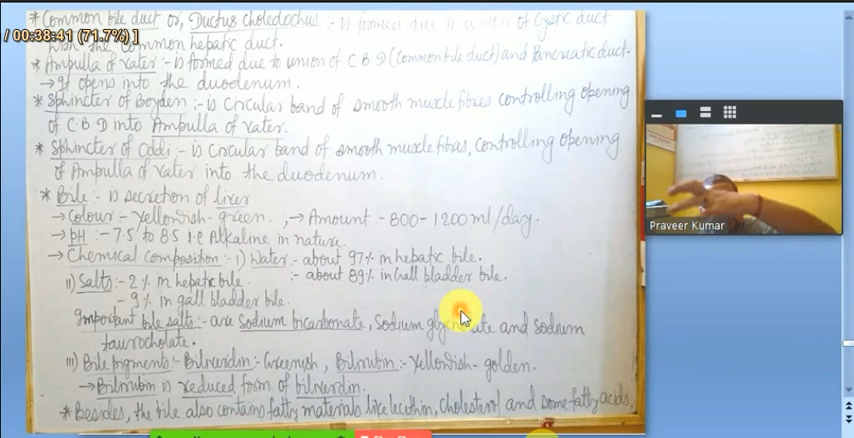 * Common bile duct or, Ductus choledochus :- is formed due to union of cystic duct
/ 00:38:41 (71.7%) ]
with the common hepatic duct.
* Ampulla of vater :- is formed due to union of C B D (Common bile duct) and Pancreatic duct.
→ It opens into the duodenum.
* Sphincter of Boyden :- is Circular band of smooth muscle fibres controlling opening
of C.B D into Ampulla of vater.
* Sphincter of Oddi - is Circular band of smooth muscle fibres, controlling opening
of Ampulla of vater into the duodenum.
* Bile :- is secretion of liver
→ Colour - Yellowish-green. , → Amount :- 800 - 1200 ml/day.
→ pH :- 7.5 to 8.5 i.e Alkaline in nature.
→ Chemical composition :- i) Water :- about 97% in hepatic bile.
:- about 89% in Gall bladder bile.
ii) Salts :- 2% in hepatic bile
- 9% in gall bladder bile.
Important bile salts :- are Sodium bicarbonate, Sodium glycholate and sodium
taurocholate.
iii) Bile pigments :- Bilverdin :- Greenish , Bilirubin :- Yellowish - golden.
→ Bilirubin is reduced form of bilverdin.
* Besides, the bile also contains fatty materials like lecithin, Cholesterol and some fatty acids.
Praveer Kumar